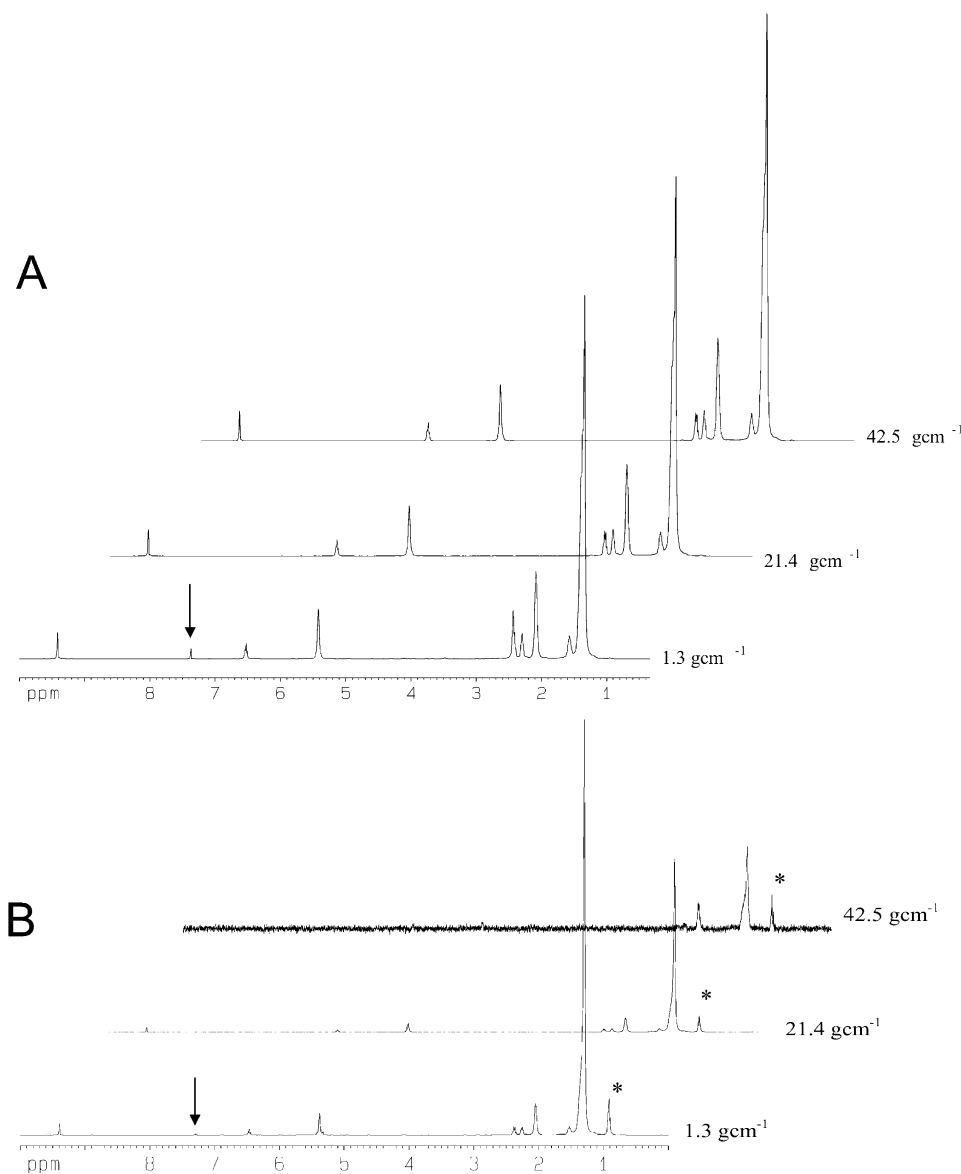 A
42.5 gcm -1
21.4 gcm -1
1.3 gcm -1
ppm 8 7 6 5 4 3 2 1
B
*
42.5 gcm-1
*
21.4 gcm-1
*
1.3 gcm-1
ppm 8 7 6 5 4 3 2 1